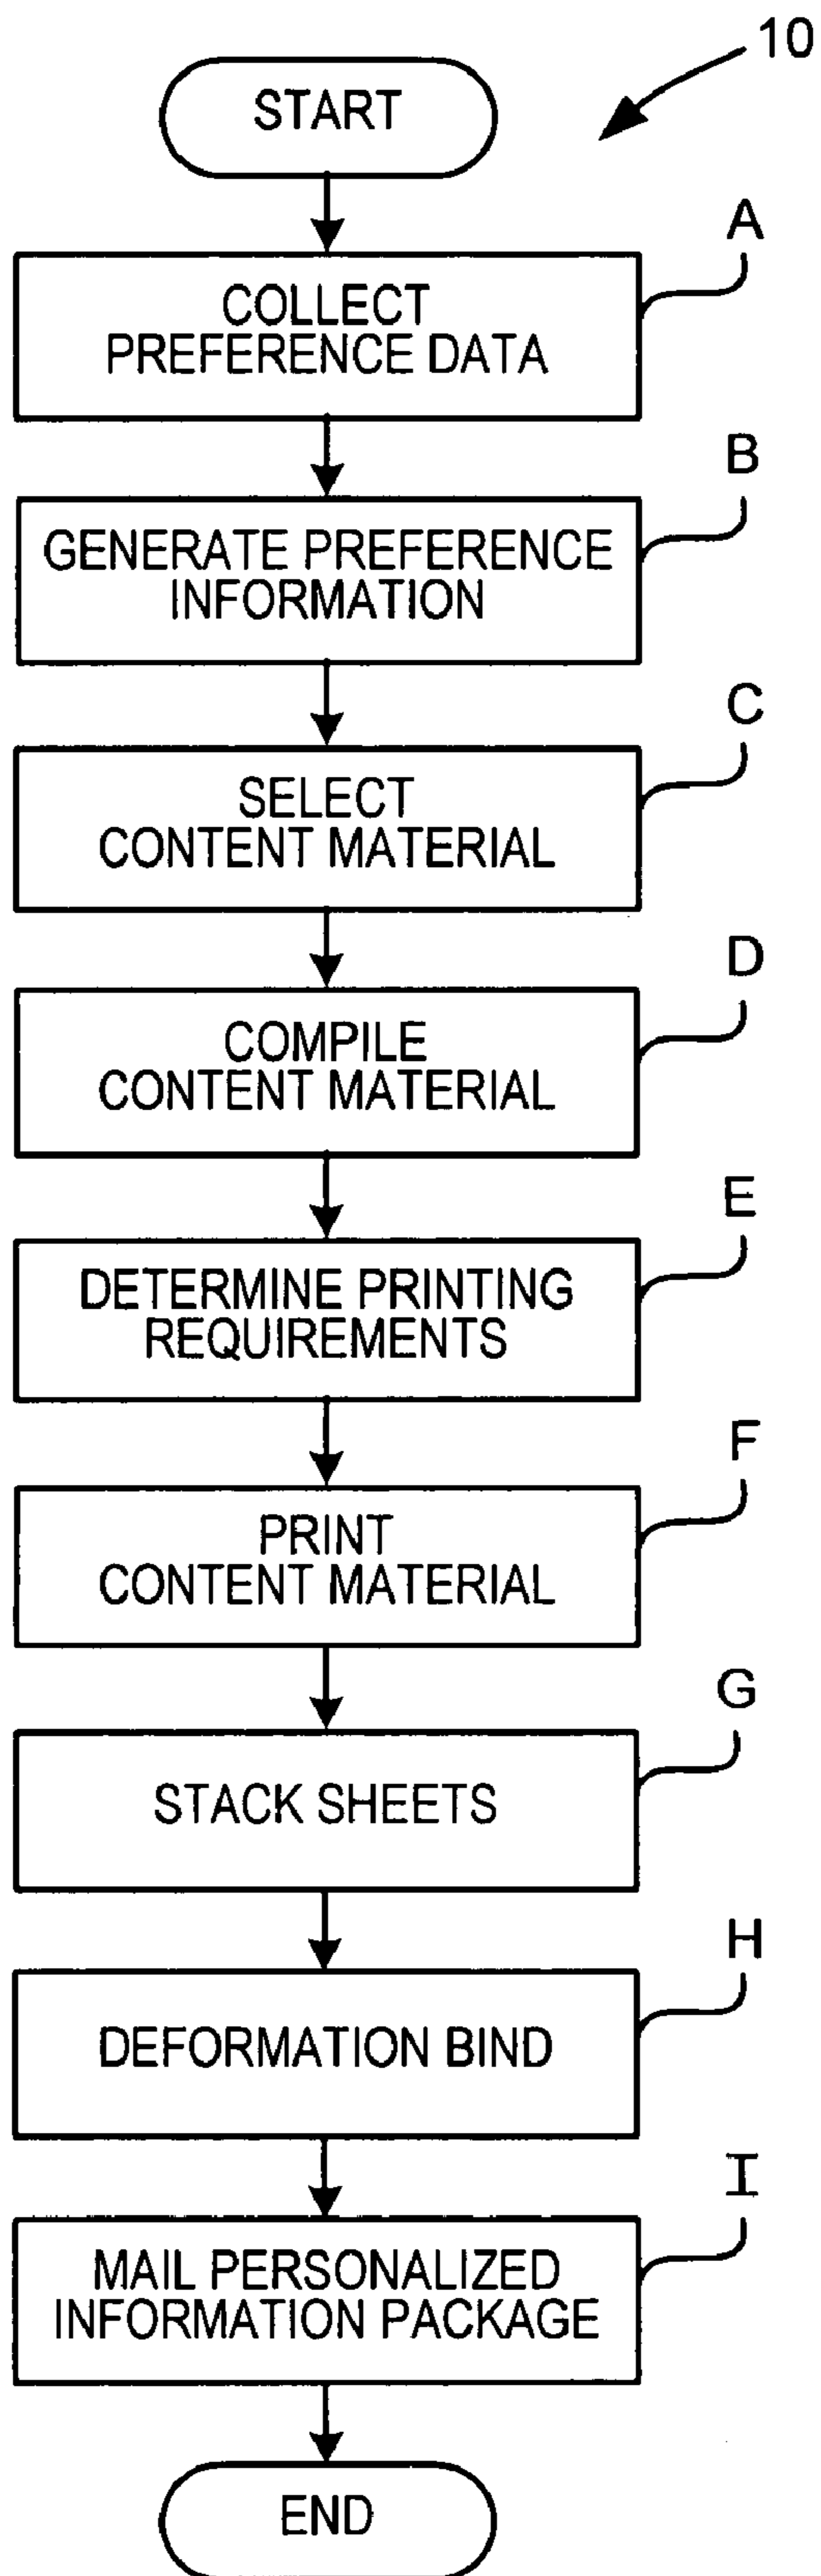 10
START
A
COLLECT
PREFERENCE DATA
B
GENERATE PREFERENCE
INFORMATION
C
SELECT
CONTENT MATERIAL
D
COMPILE
CONTENT MATERIAL
E
DETERMINE PRINTING
REQUIREMENTS
F
PRINT
CONTENT MATERIAL
G
STACK SHEETS
H
DEFORMATION BIND
I
MAIL PERSONALIZED
INFORMATION PACKAGE
END